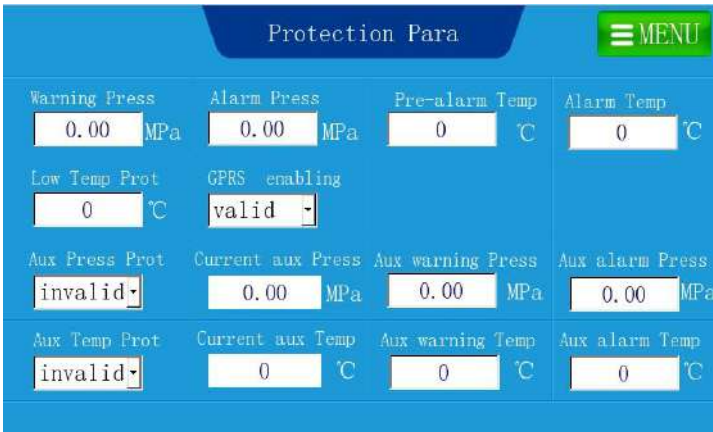 Protection Para
MENU
Warning Press Alarm Press Pre-alarm Temp Alarm Temp
0.00 MPa 0.00 MPa 0 ℃ 0 ℃
Low Temp Prot GPRS enabling
0 ℃ valid
Aux Press Prot Current aux Press Aux warning Press Aux alarm Press
invalid 0.00 MPa 0.00 MPa 0.00 MPa
Aux Temp Prot Current aux Temp Aux warning Temp Aux alarm Temp
invalid 0 ℃ 0 ℃ 0 ℃